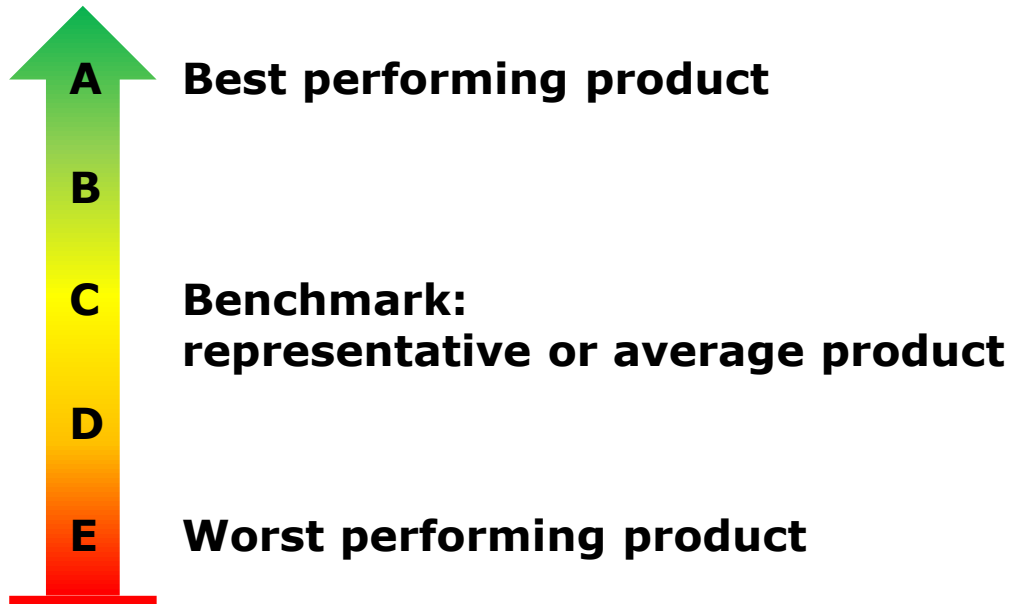 A Best performing product
B
C Benchmark:
representative or average product
D
E Worst performing product